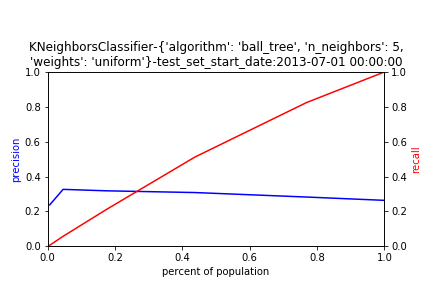 KNeighborsClassifier-{'algorithm': 'ball_tree', 'n_neighbors': 5,
'weights': 'uniform'}-test_set_start_date:2013-07-01 00:00:00
1.0
0.8
0.6
0.4
0.2
0.0
precision
1.0
0.8
0.6
0.4
0.2
0.0
recall
0.0 0.2 0.4 0.6 0.8 1.0
percent of population